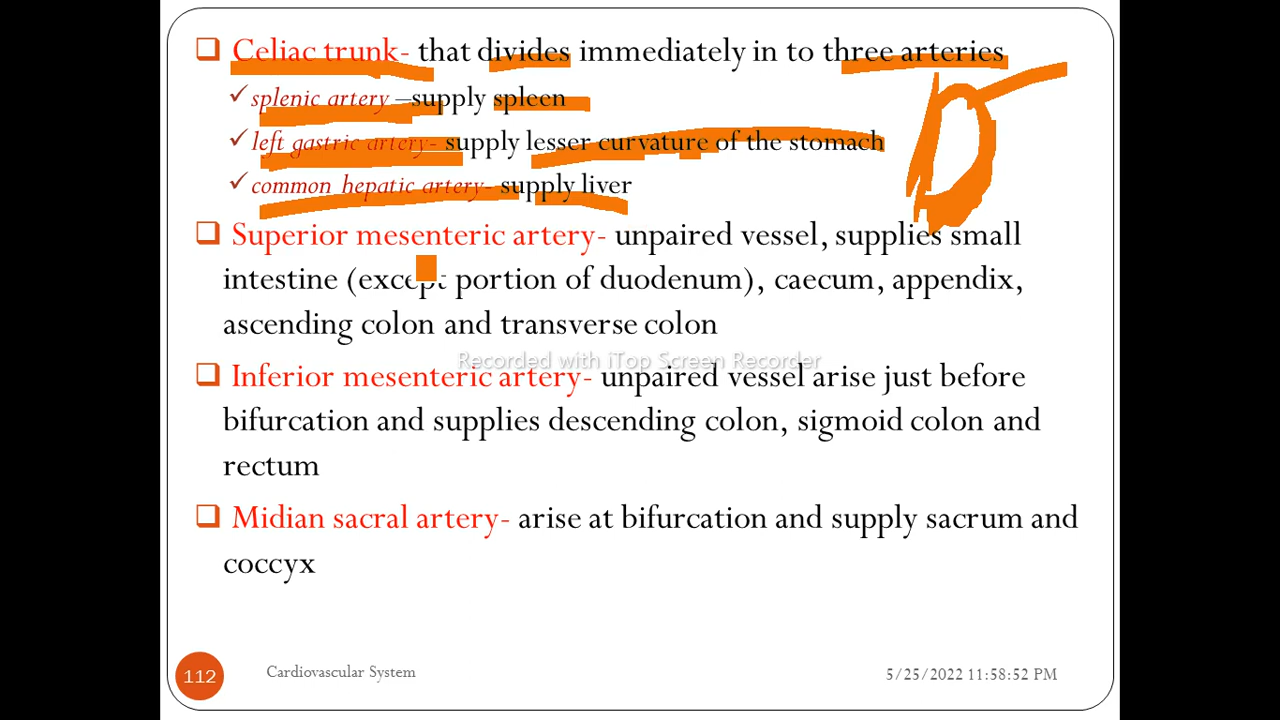 Celiac trunk- that divides immediately in to three arteries
splenic artery –supply spleen
left gastric artery- supply lesser curvature of the stomach
common hepatic artery- supply liver
Superior mesenteric artery- unpaired vessel, supplies small
intestine (except portion of duodenum), caecum, appendix,
ascending colon and transverse colon
Recorded with iTop Screen Recorder
Inferior mesenteric artery- unpaired vessel arise just before
bifurcation and supplies descending colon, sigmoid colon and
rectum
Midian sacral artery- arise at bifurcation and supply sacrum and
coccyx
112
Cardiovascular System
5/25/2022 11:58:52 PM